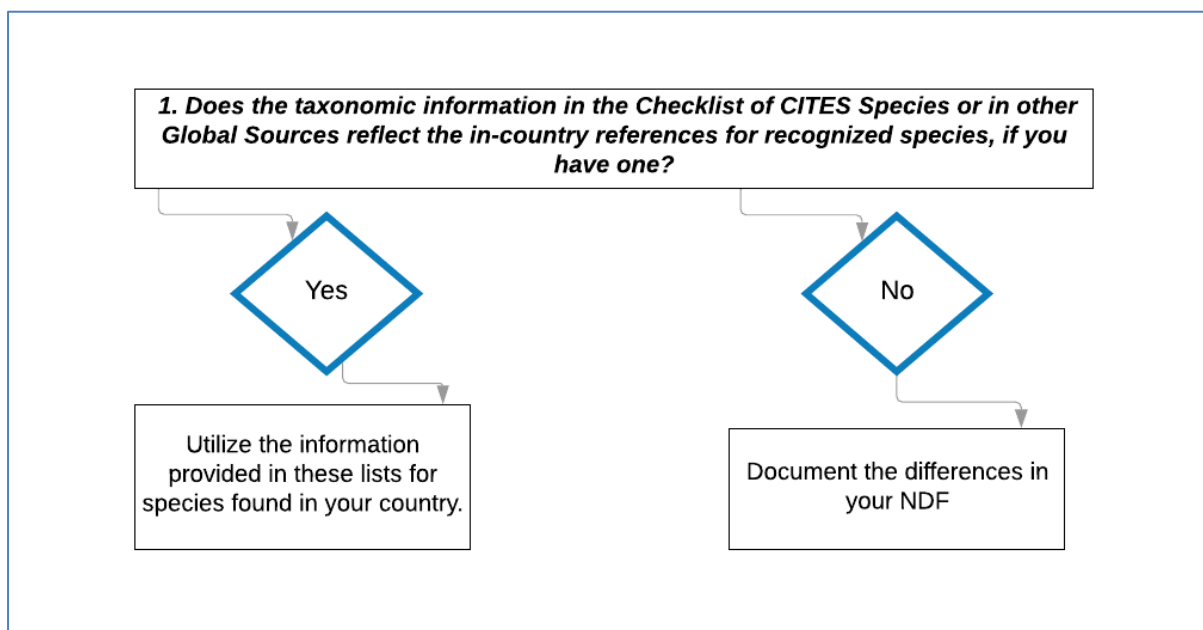 1. Does the taxonomic information in the Checklist of CITES Species or in other
Global Sources reflect the in-country references for recognized species, if you
have one?
Yes
No
Utilize the information
provided in these lists for
species found in your country.
Document the differences in
your NDF